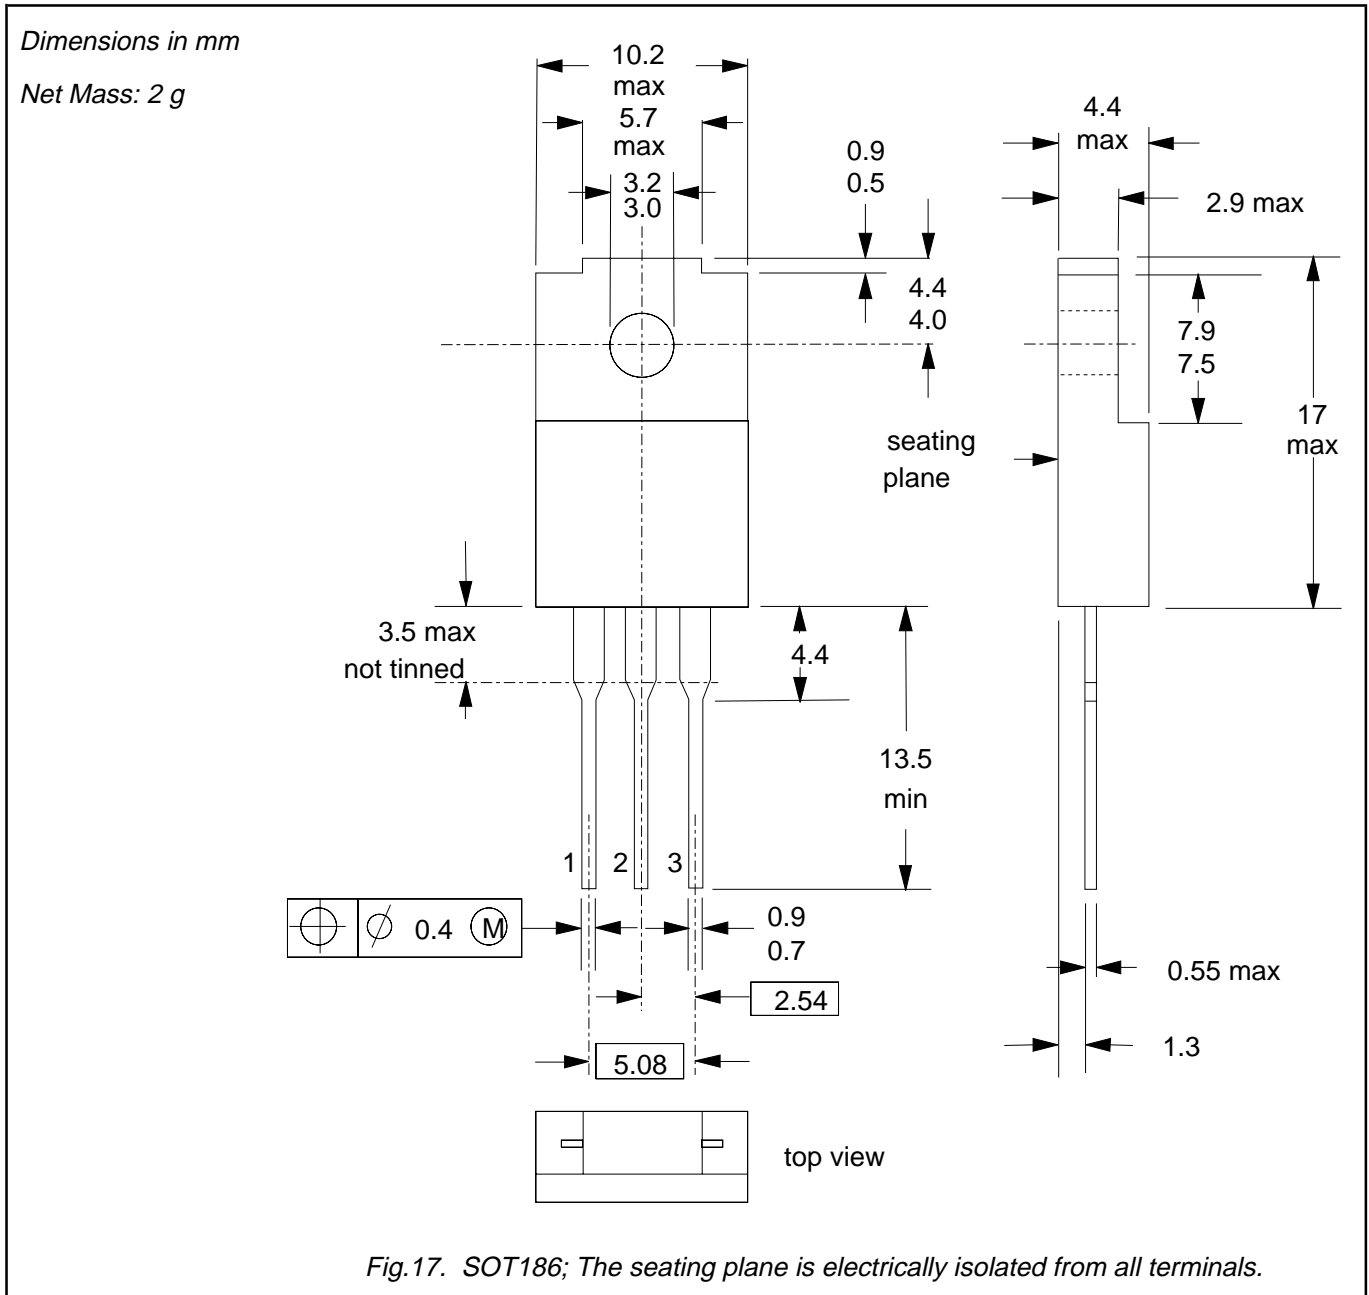 Dimensions in mm
Net Mass: 2 g
10.2
max
5.7
max
3.2
3.0
0.9
0.5
4.4
4.0
4.4
max
2.9 max
7.9
7.5
17
max
seating
plane
3.5 max
not tinned
4.4
13.5
min
1 2 3
0.4 M
0.9
0.7
2.54
5.08
0.55 max
1.3
top view
Fig.17. SOT186; The seating plane is electrically isolated from all terminals.